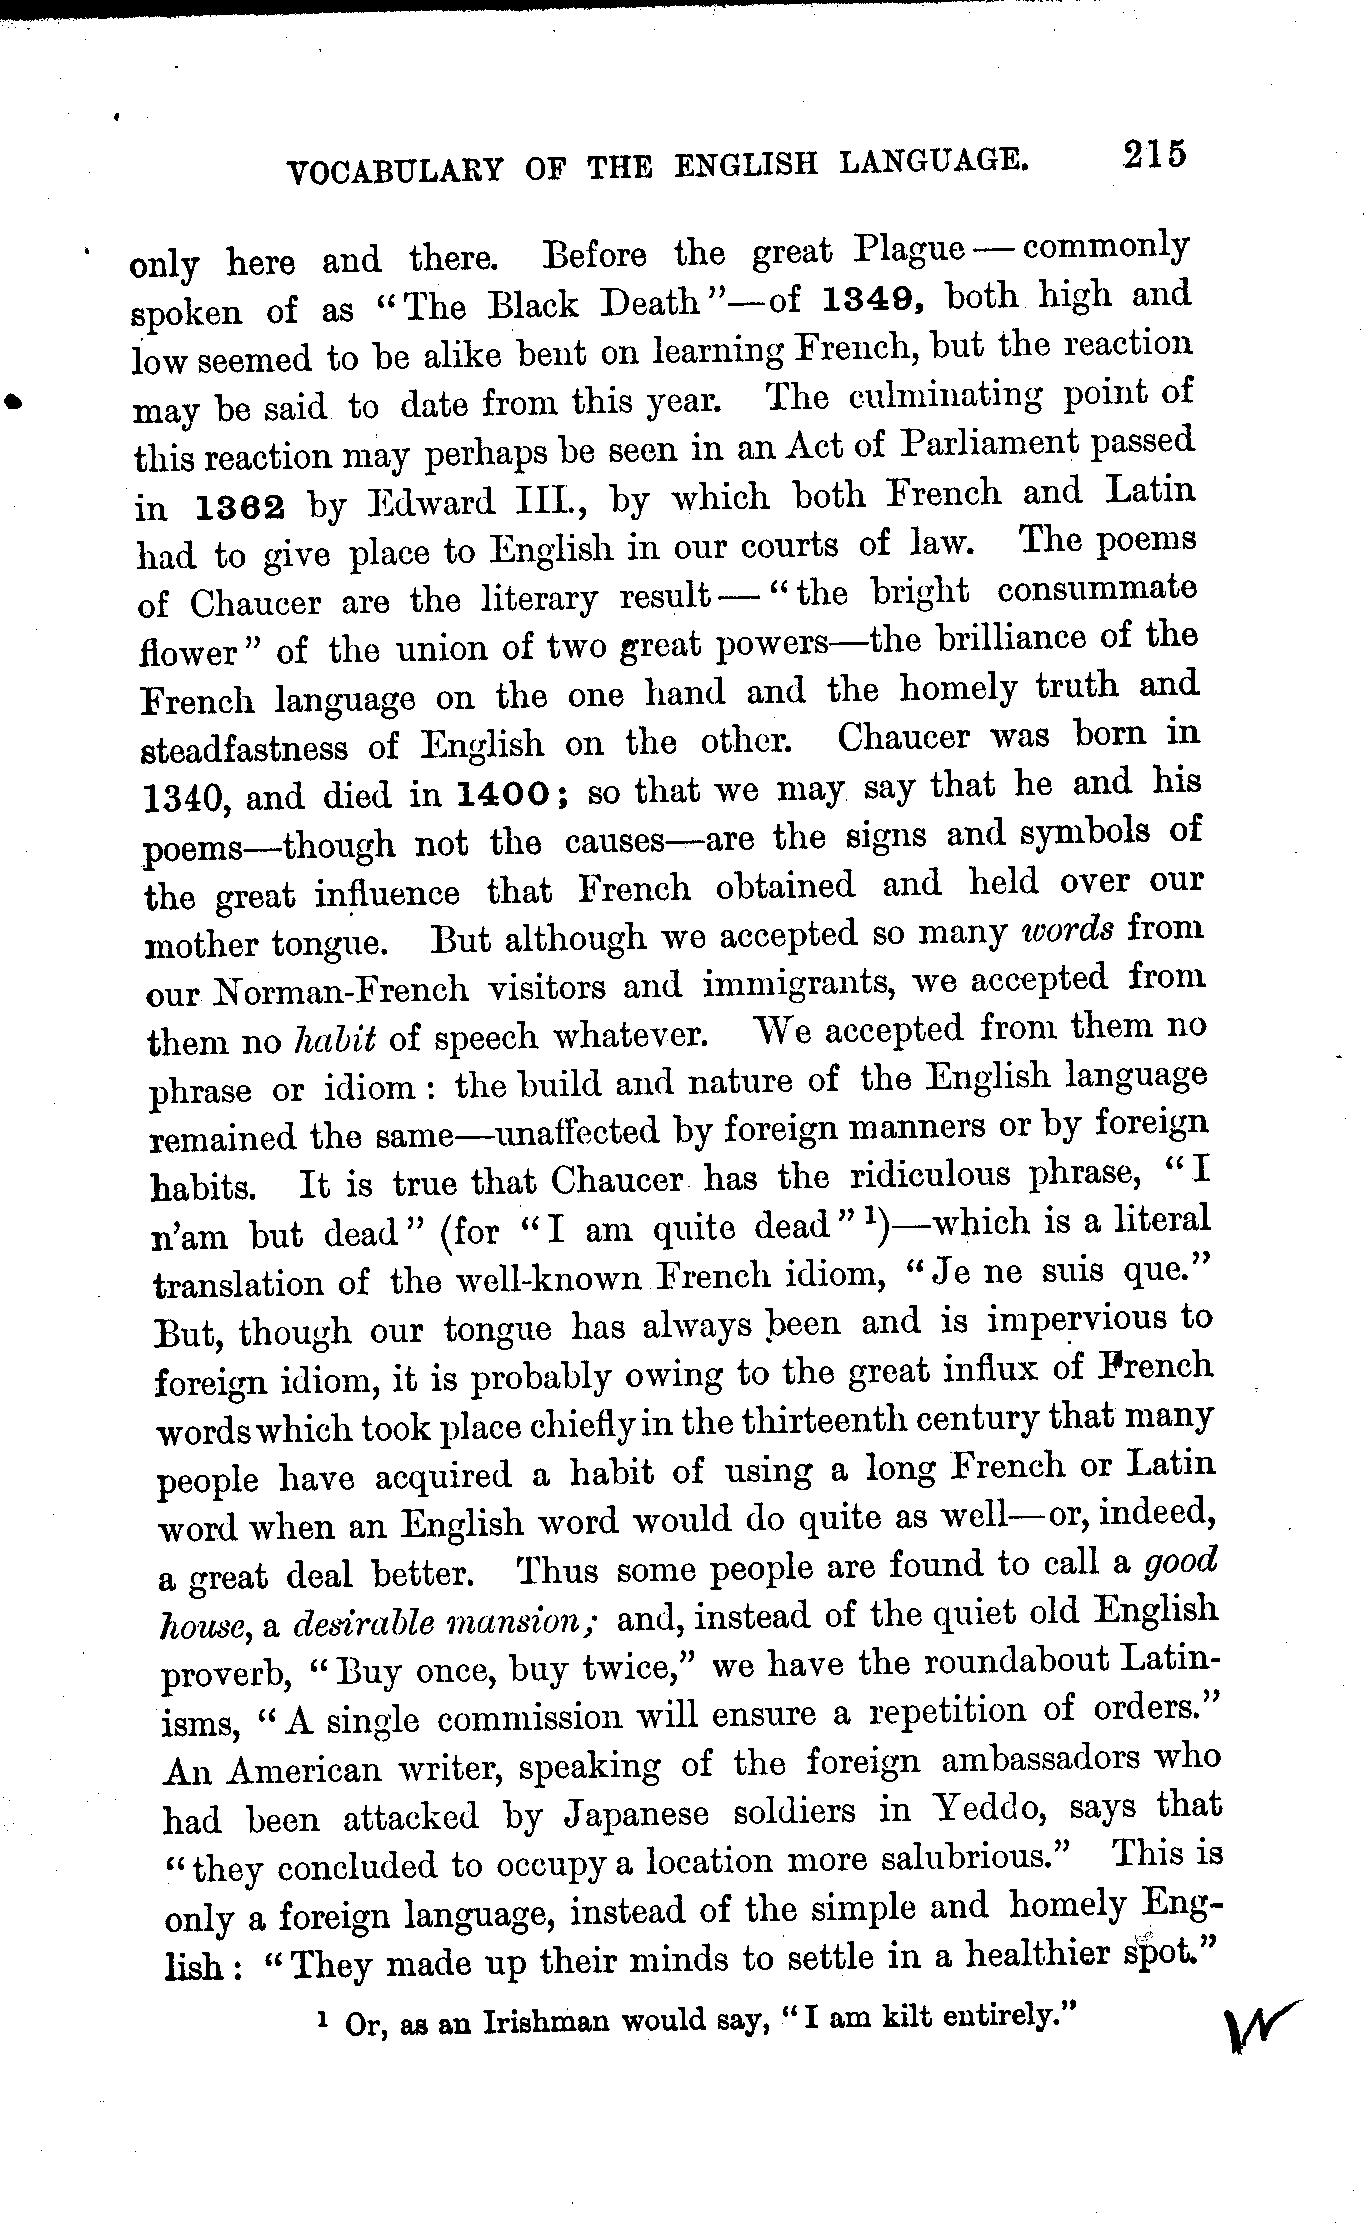 VOCABULARY OF THE ENGLISH LANGUAGE. 215
only here and there. Before the great Plague — commonly
spoken of as "The Black Death"—of 1349, both high and
low seemed to be alike bent on learning French, but the reaction
may be said to date from this year. The culminating point of
this reaction may perhaps be seen in an Act of Parliament passed
in 1362 by Edward III., by which both French and Latin
had to give place to English in our courts of law. The poems
of Chaucer are the literary result — "the bright consummate
flower" of the union of two great powers—the brilliance of the
French language on the one hand and the homely truth and
steadfastness of English on the other. Chaucer was born in
1340, and died in 1400; so that we may say that he and his
poems—though not the causes—are the signs and symbols of
the great influence that French obtained and held over our
mother tongue. But although we accepted so many words from
our Norman-French visitors and immigrants, we accepted from
them no habit of speech whatever. We accepted from them no
phrase or idiom: the build and nature of the English language
remained the same—unaffected by foreign manners or by foreign
habits. It is true that Chaucer has the ridiculous phrase, "I
n'am but dead" (for "I am quite dead" ¹)—which is a literal
translation of the well-known French idiom, "Je ne suis que."
But, though our tongue has always been and is impervious to
foreign idiom, it is probably owing to the great influx of French
words which took place chiefly in the thirteenth century that many
people have acquired a habit of using a long French or Latin
word when an English word would do quite as well—or, indeed,
a great deal better. Thus some people are found to call a good
house, a desirable mansion; and, instead of the quiet old English
proverb, "Buy once, buy twice," we have the roundabout Latin-
isms, "A single commission will ensure a repetition of orders."
An American writer, speaking of the foreign ambassadors who
had been attacked by Japanese soldiers in Yeddo, says that
"they concluded to occupy a location more salubrious." This is
only a foreign language, instead of the simple and homely Eng-
lish: "They made up their minds to settle in a healthier spot."
¹ Or, as an Irishman would say, "I am kilt entirely."
W